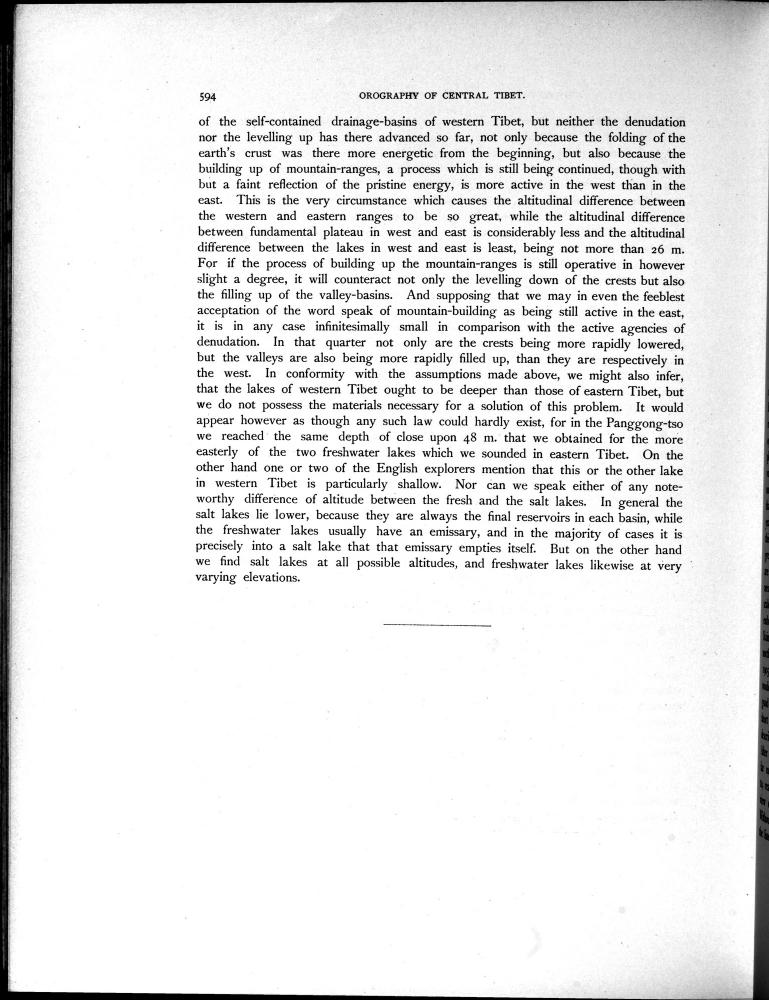 594
OROGRAPHY OF CENTRAL TIBET.
of the self-contained drainage-basins of western Tibet, but neither the denudation
nor the levelling up has there advanced so far, not only because the folding of the
earth's crust was there more energetic from the beginning, but also because the
building up of mountain-ranges, a process which is still being continued, though with
but a faint reflection of the pristine energy, is more active in the west than in the
east. This is the very circumstance which causes the altitudinal difference between
the western and eastern ranges to be so great, while the altitudinal difference
between fundamental plateau in west and east is considerably less and the altitudinal
difference between the lakes in west and east is least, being not more than 26 m.
For if the process of building up the mountain-ranges is still operative in however
slight a degree, it will counteract not only the levelling down of the crests but also
the filling up of the valley-basins. And supposing that we may in even the feeblest
acceptation of the word speak of mountain-building as being still active in the east,
it is in any case infinitesimally small in comparison with the active agencies of
denudation. In that quarter not only are the crests being more rapidly lowered,
but the valleys are also being more rapidly filled up, than they are respectively in
the west. In conformity with the assumptions made above, we might also infer,
that the lakes of western Tibet ought to be deeper than those of eastern Tibet, but
we do not possess the materials necessary for a solution of this problem. It would
appear however as though any such law could hardly exist, for in the Panggong-tso
we reached the same depth of close upon 48 m. that we obtained for the more
easterly of the two freshwater lakes which we sounded in eastern Tibet. On the
other hand one or two of the English explorers mention that this or the other lake
in western Tibet is particularly shallow. Nor can we speak either of any note-
worthy difference of altitude between the fresh and the salt lakes. In general the
salt lakes lie lower, because they are always the final reservoirs in each basin, while
the freshwater lakes usually have an emissary, and in the majority of cases it is
precisely into a salt lake that that emissary empties itself. But on the other hand
we find salt lakes at all possible altitudes, and freshwater lakes likewise at very
varying elevations.